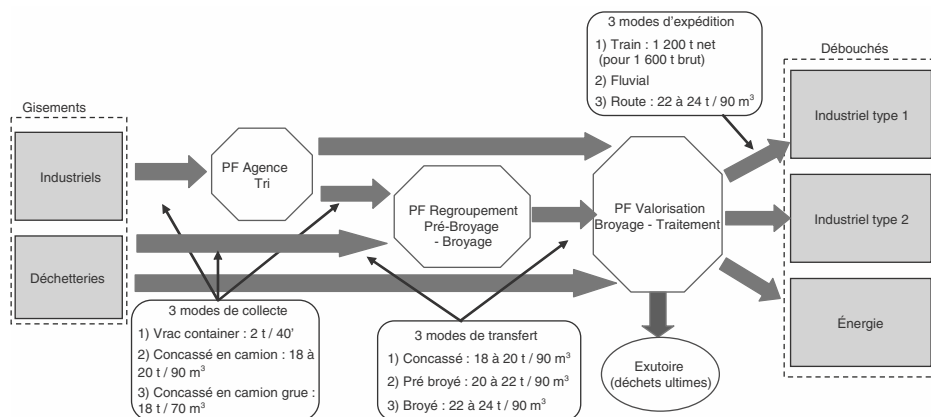 Gisements
Industriels
Déchetteries
PF Agence
Tri
3 modes de collecte
1) Vrac container : 2 t / 40'
2) Concassé en camion : 18 à
20 t / 90 m³
3) Concassé en camion grue :
18 t / 70 m³
PF Regroupement
Pré-Broyage
- Broyage
3 modes de transfert
1) Concassé : 18 à 20 t / 90 m³
2) Pré broyé : 20 à 22 t / 90 m³
3) Broyé : 22 à 24 t / 90 m³
3 modes d'expédition
1) Train : 1 200 t net
(pour 1 600 t brut)
2) Fluvial
3) Route : 22 à 24 t / 90 m³
PF Valorisation
Broyage - Traitement
Exutoire
(déchets ultimes)
Débouchés
Industriel type 1
Industriel type 2
Énergie